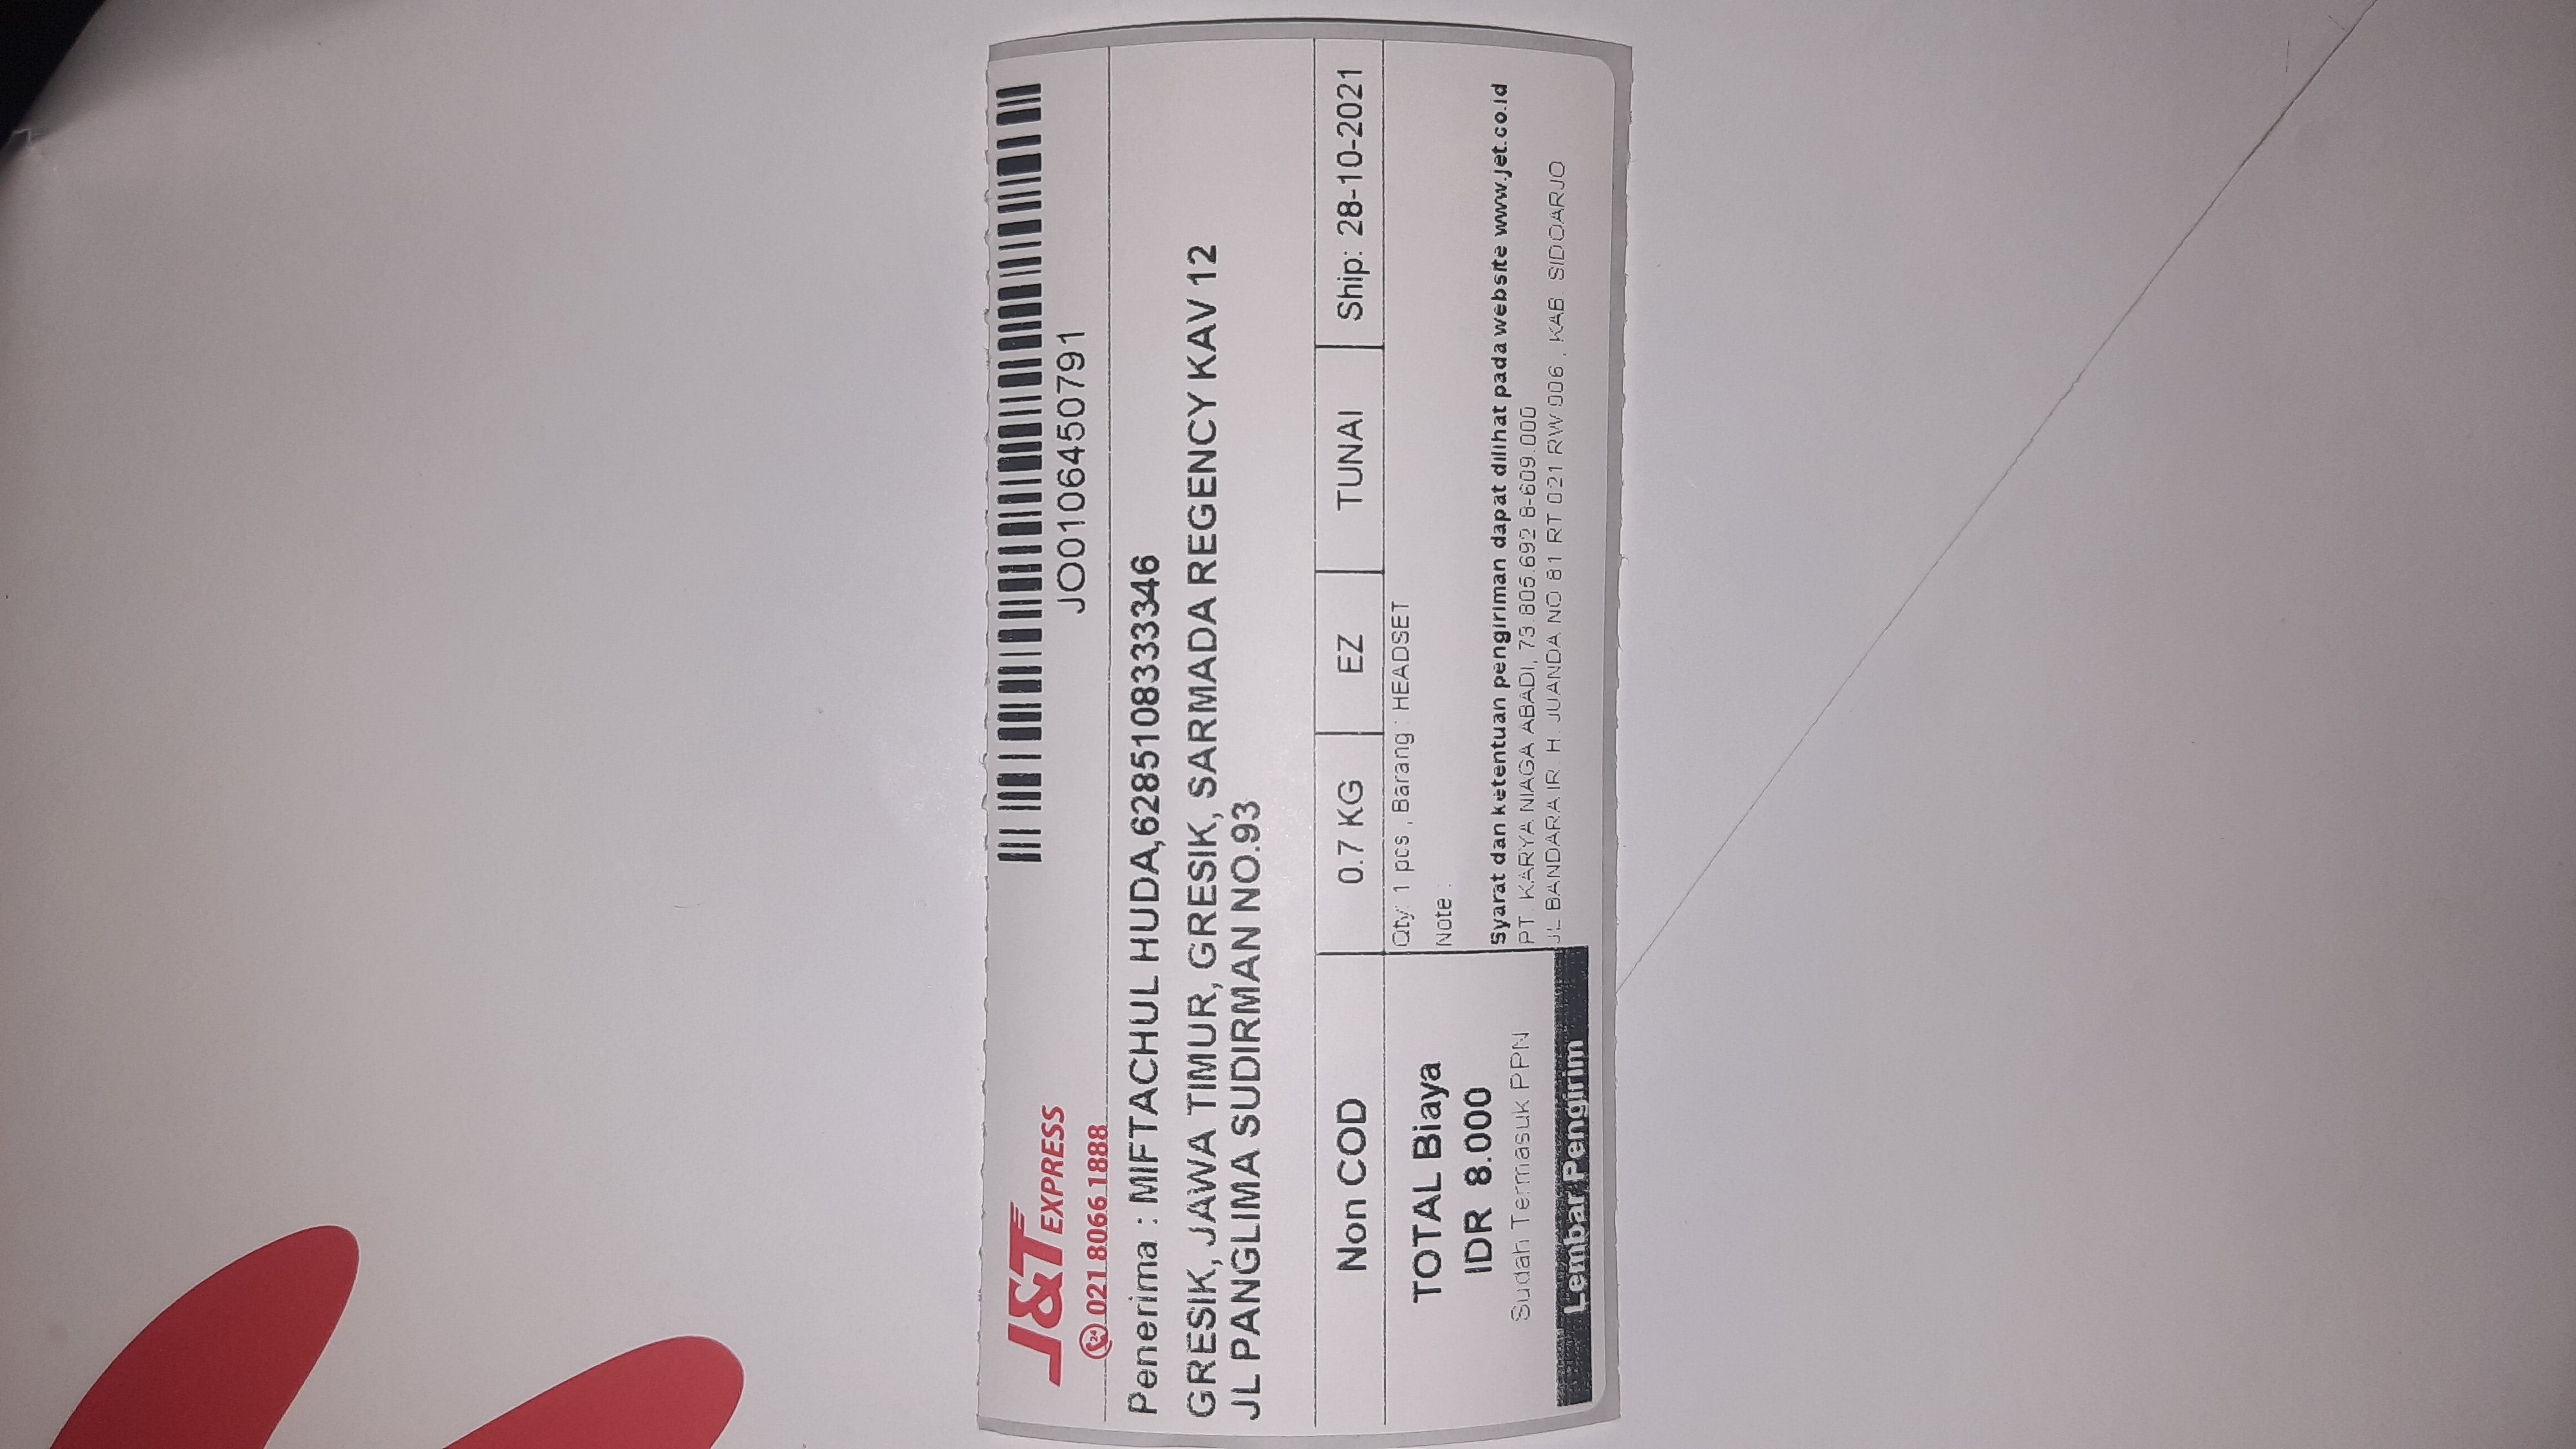 J&T EXPRESS
JO0106450791
24 021 8066 1888
Penerima : MIFTACHUL HUDA,6285108333346
GRESIK, JAWA TIMUR, GRESIK, SARMADA REGENCY KAV 12
JL PANGLIMA SUDIRMAN NO.93
Non COD 0.7 KG EZ TUNAI Ship: 28-10-2021
TOTAL Biaya
IDR 8.000
Sudah Termasuk PPN
Lembar Pengirim
Qty: 1 pcs , Barang : HEADSET
Note :
Syarat dan ketentuan pengiriman dapat dilihat pada website www.jet.co.id
PT. KARYA NIAGA ABADI, 73.805.692.8-609.000
JL BANDARA IR. H. JUANDA NO 81 RT 021 RW 006 , KAB. SIDOARJO